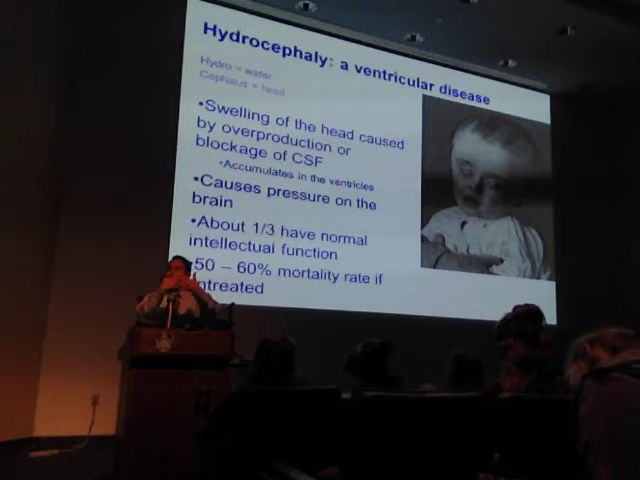 Hydrocephaly: a ventricular disease
Hydro = water
Cephalus = head
•Swelling of the head caused
by overproduction or
blockage of CSF
•Accumulates in the ventricles
•Causes pressure on the
brain
•About 1/3 have normal
intellectual function
50 – 60% mortality rate if
ntreated